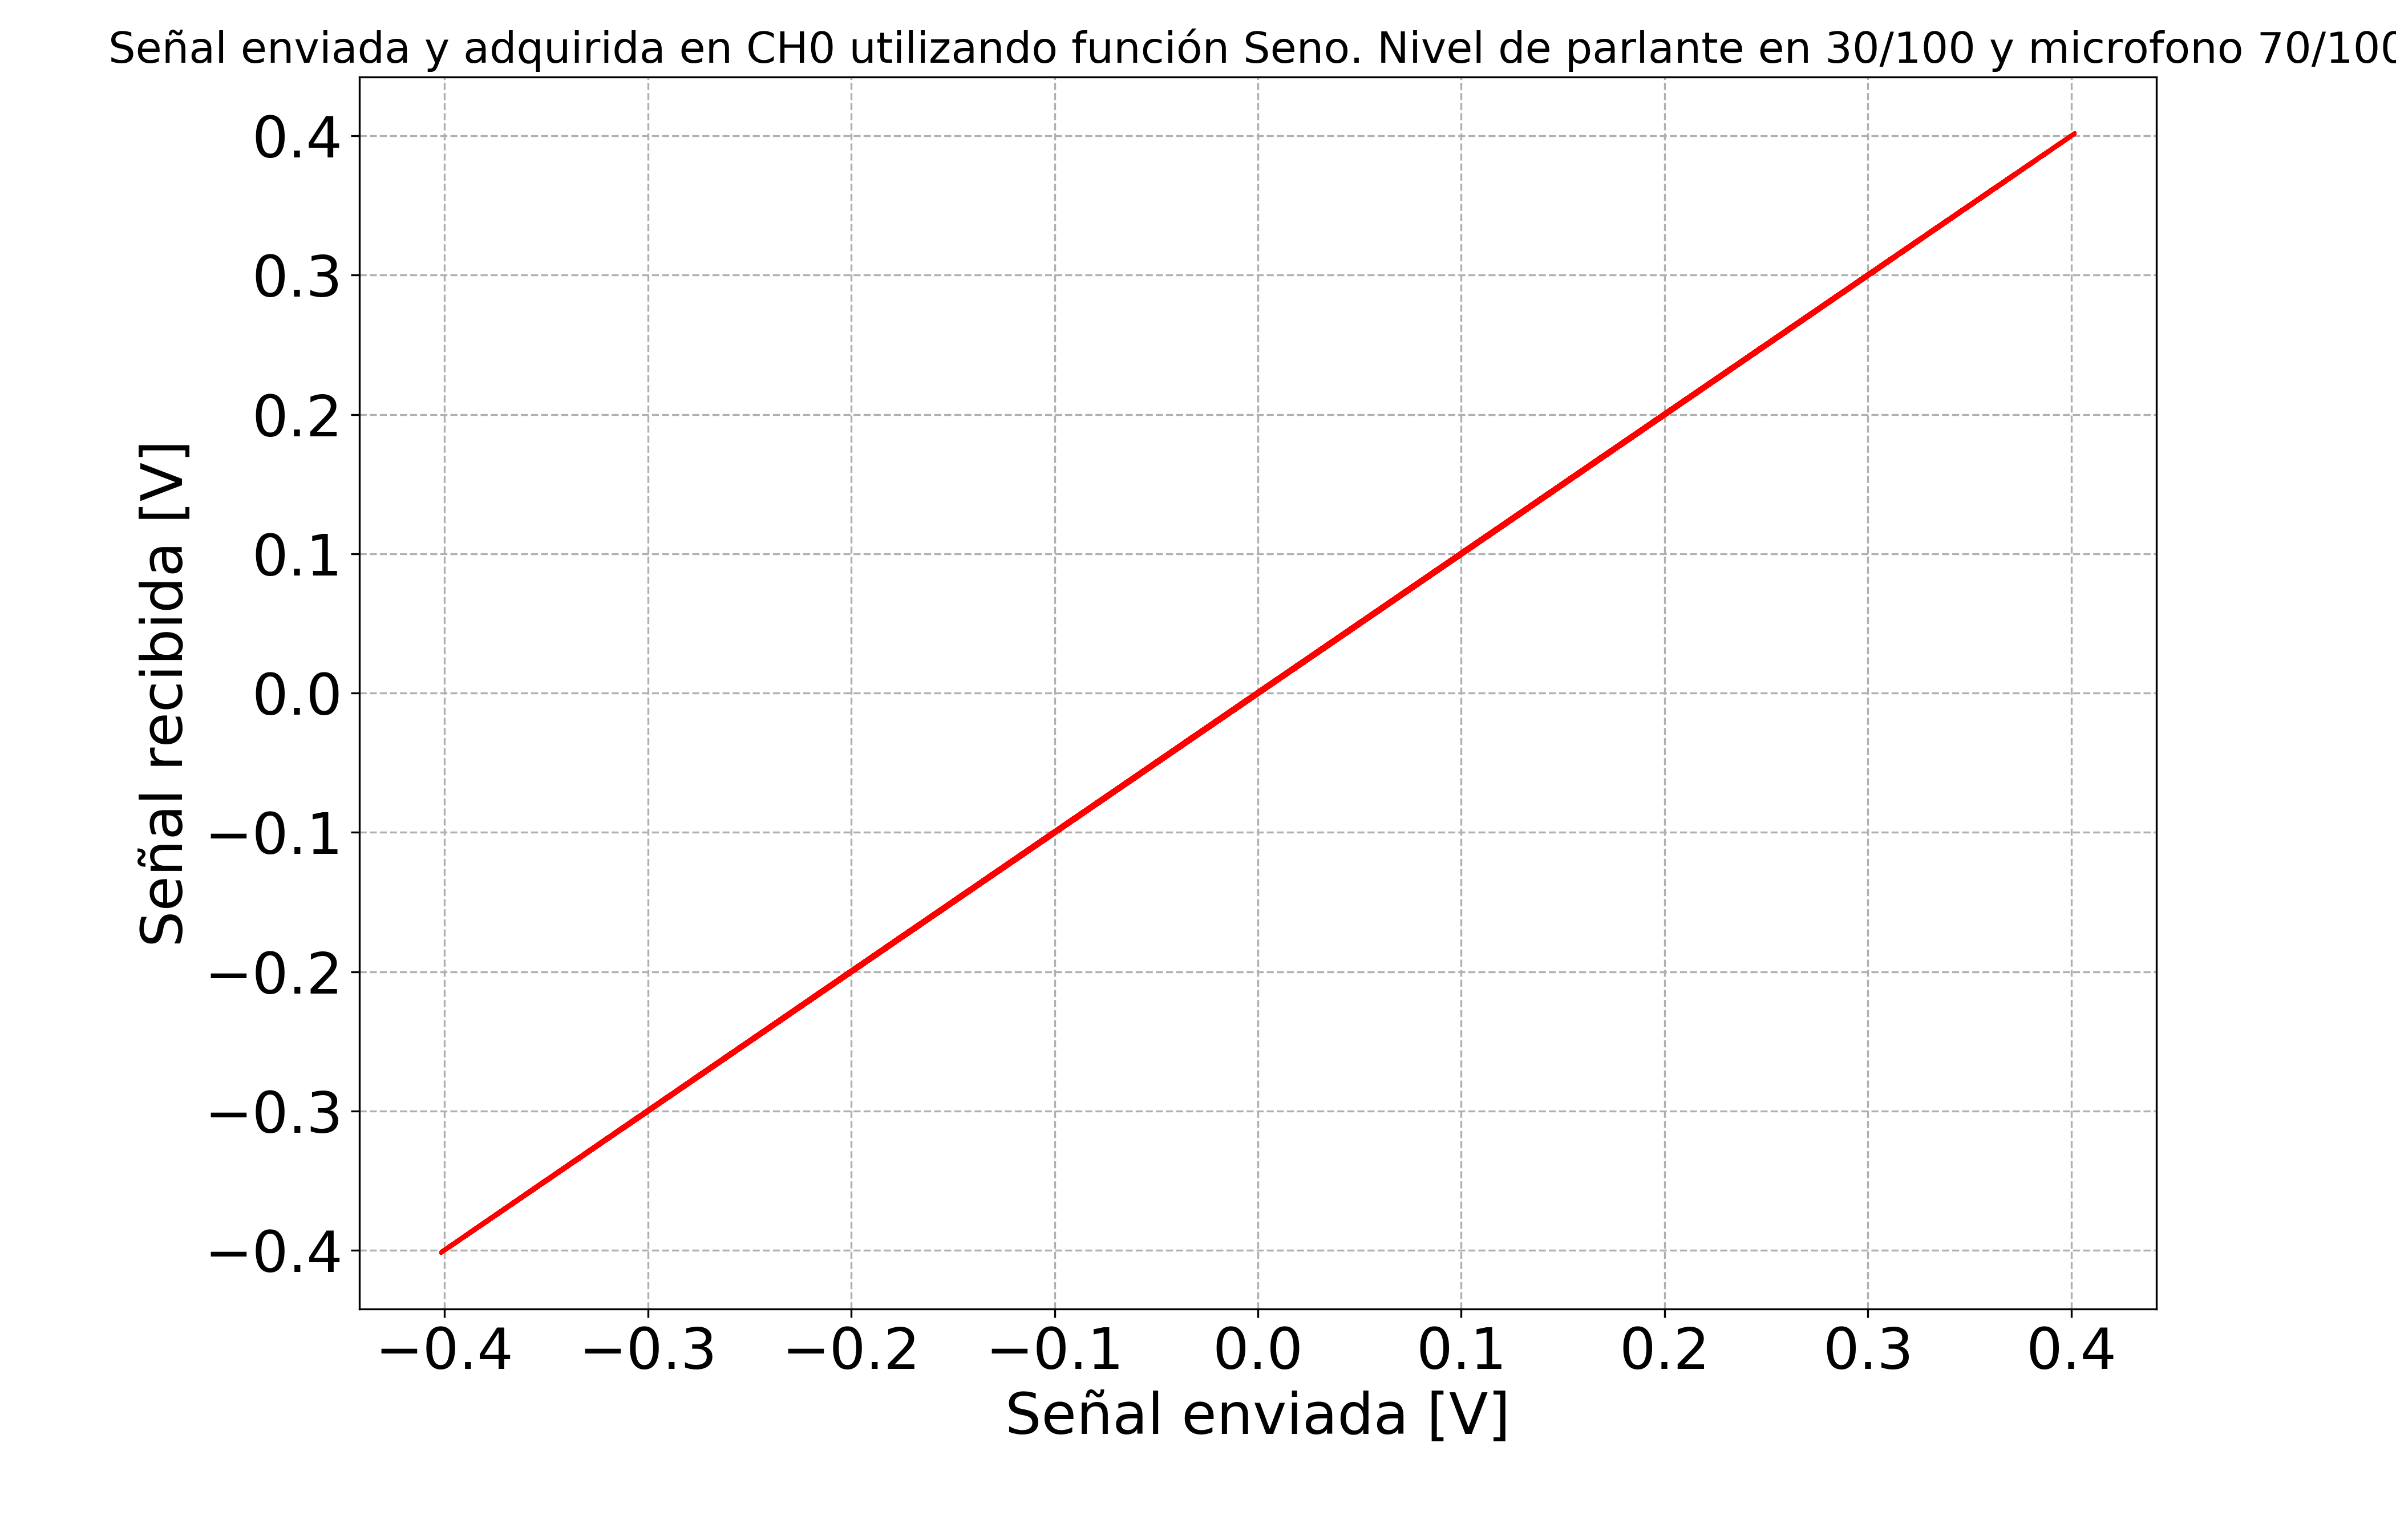 Señal enviada y adquirida en CH0 utilizando función Seno. Nivel de parlante en 30/100 y microfono 70/100
0.4
0.3
0.2
0.1
0.0
−0.1
−0.2
−0.3
−0.4
Señal recibida [V]
−0.4 −0.3 −0.2 −0.1 0.0 0.1 0.2 0.3 0.4
Señal enviada [V]